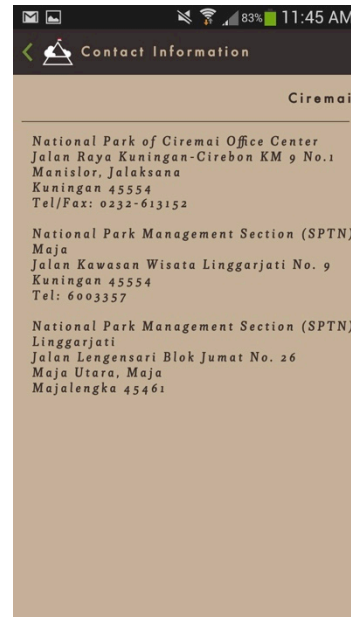 83% 11:45 AM
Contact Information
Ciremai
National Park of Ciremai Office Center
Jalan Raya Kuningan-Cirebon KM 9 No.1
Manislor, Jalaksana
Kuningan 45554
Tel/Fax: 0232-613152
National Park Management Section (SPTN)
Maja
Jalan Kawasan Wisata Linggarjati No. 9
Kuningan 45554
Tel: 6003357
National Park Management Section (SPTN)
Linggarjati
Jalan Lengensari Blok Jumat No. 26
Maja Utara, Maja
Majalengka 45461